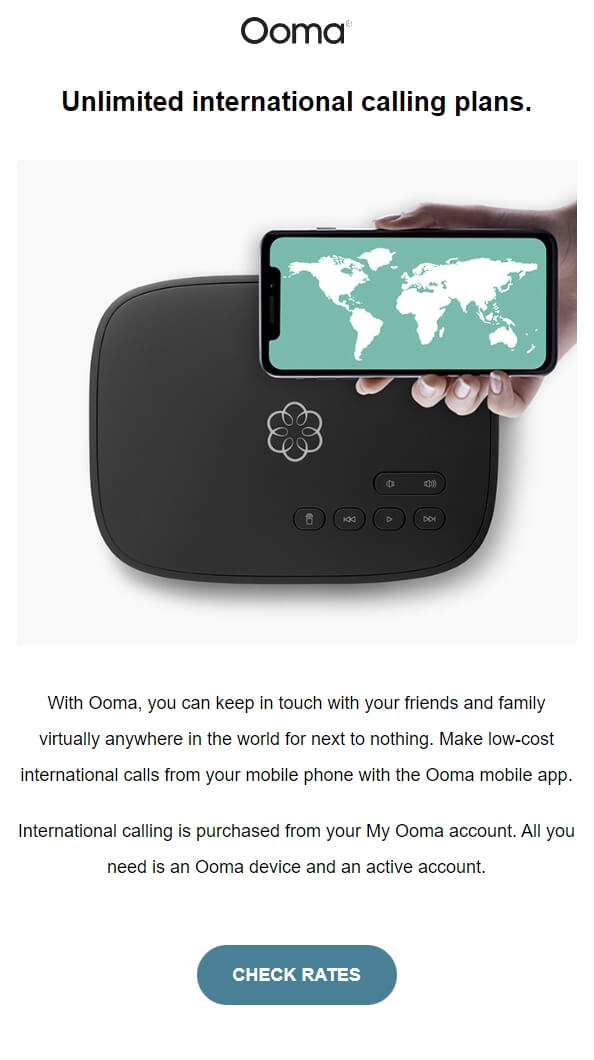 Ooma®
Unlimited international calling plans.
With Ooma, you can keep in touch with your friends and family
virtually anywhere in the world for next to nothing. Make low-cost
international calls from your mobile phone with the Ooma mobile app.
International calling is purchased from your My Ooma account. All you
need is an Ooma device and an active account.
CHECK RATES